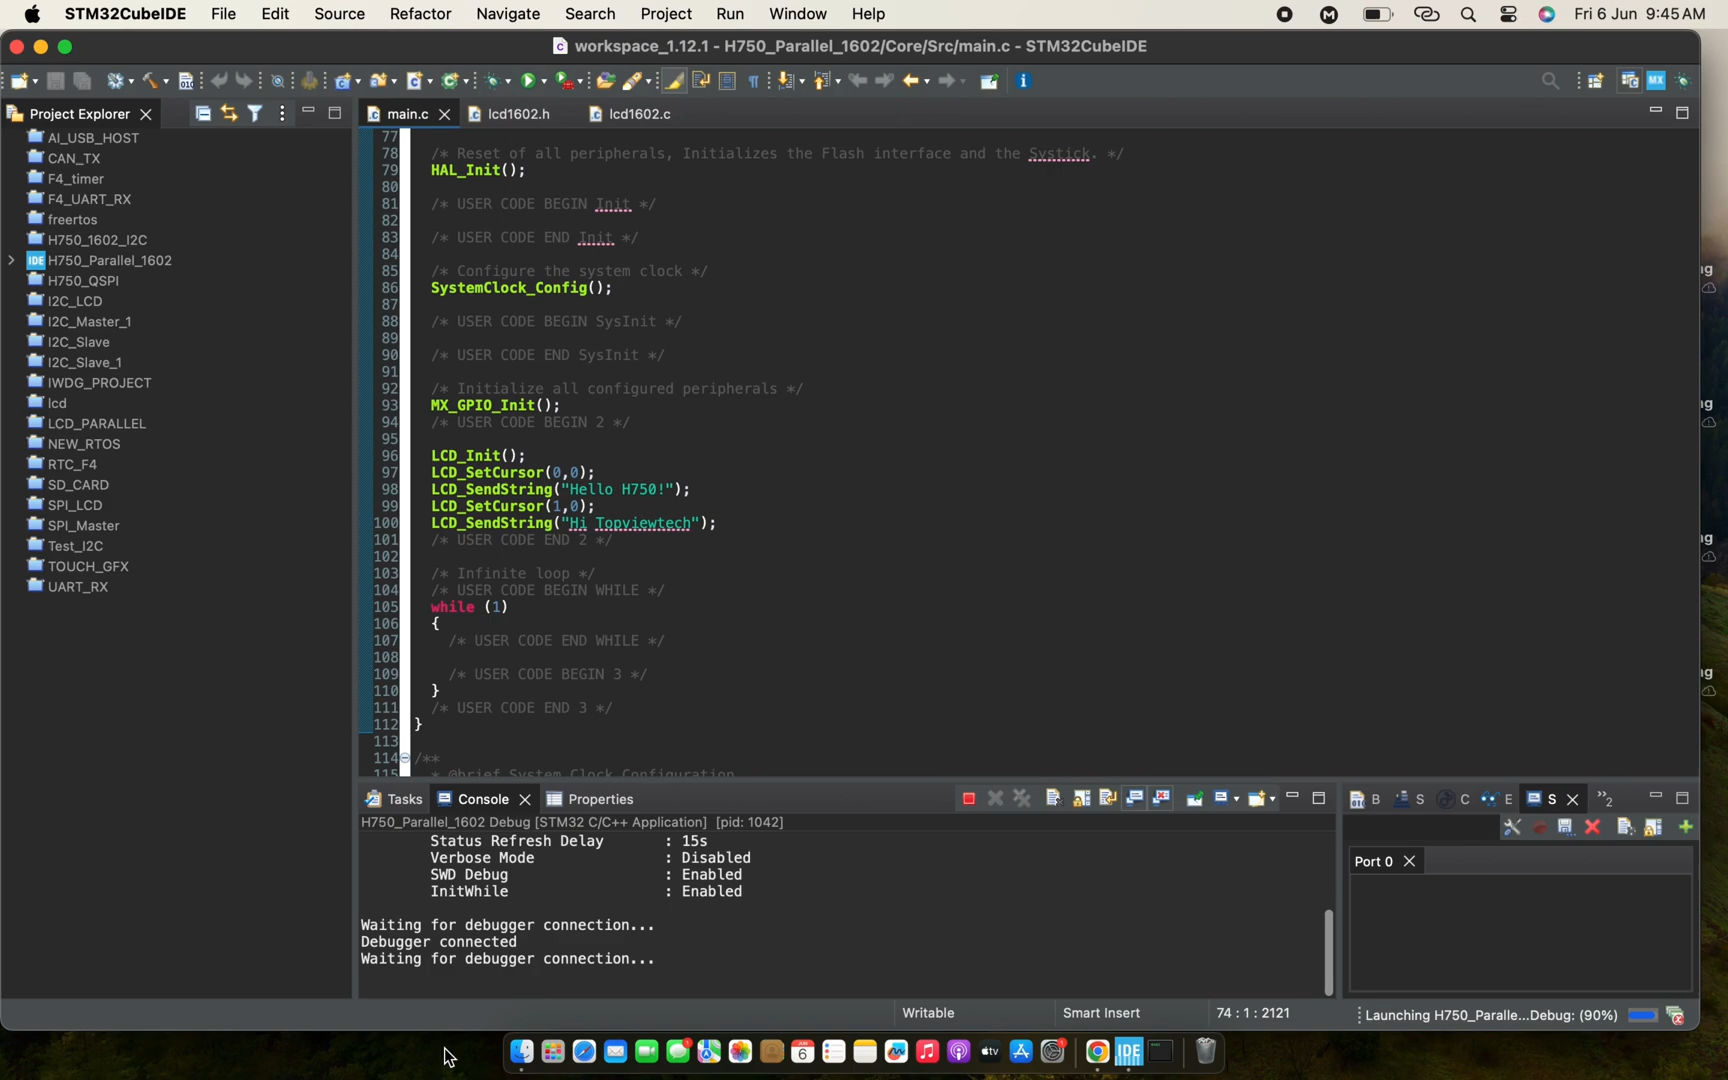 STM32CubeIDE File Edit Source Refactor Navigate Search Project Run Window Help Fri 6 Jun 9:45 AM
workspace_1.12.1 - H750_Parallel_1602/Core/Src/main.c - STM32CubeIDE
Project Explorer
main.c lcd1602.h lcd1602.c
AI_USB_HOST
CAN_TX
F4_timer
F4_UART_RX
freertos
H750_1602_I2C
IDE H750_Parallel_1602
H750_QSPI
I2C_LCD
I2C_Master_1
I2C_Slave
I2C_Slave_1
IWDG_PROJECT
lcd
LCD_PARALLEL
NEW_RTOS
RTC_F4
SD_CARD
SPI_LCD
SPI_Master
Test_I2C
TOUCH_GFX
UART_RX
77
78 /* Reset of all peripherals, Initializes the Flash interface and the Systick. */
79 HAL_Init();
80
81 /* USER CODE BEGIN Init */
82
83 /* USER CODE END Init */
84
85 /* Configure the system clock */
86 SystemClock_Config();
87
88 /* USER CODE BEGIN SysInit */
89
90 /* USER CODE END SysInit */
91
92 /* Initialize all configured peripherals */
93 MX_GPIO_Init();
94 /* USER CODE BEGIN 2 */
95
96 LCD_Init();
97 LCD_SetCursor(0,0);
98 LCD_SendString("Hello H750!");
99 LCD_SetCursor(1,0);
100 LCD_SendString("Hi Topviewtech");
101 /* USER CODE END 2 */
102
103 /* Infinite loop */
104 /* USER CODE BEGIN WHILE */
105 while (1)
106 {
107 /* USER CODE END WHILE */
108
109 /* USER CODE BEGIN 3 */
110 }
111 /* USER CODE END 3 */
112 }
113
114 /**
115 * @brief System Clock Configuration
Tasks Console Properties
H750_Parallel_1602 Debug [STM32 C/C++ Application] [pid: 1042]
Status Refresh Delay : 15s
Verbose Mode : Disabled
SWD Debug : Enabled
InitWhile : Enabled
Waiting for debugger connection...
Debugger connected
Waiting for debugger connection...
B S C E S 2
Port 0
Writable Smart Insert 74 : 1 : 2121 Launching H750_Paralle...Debug: (90%)
IDE